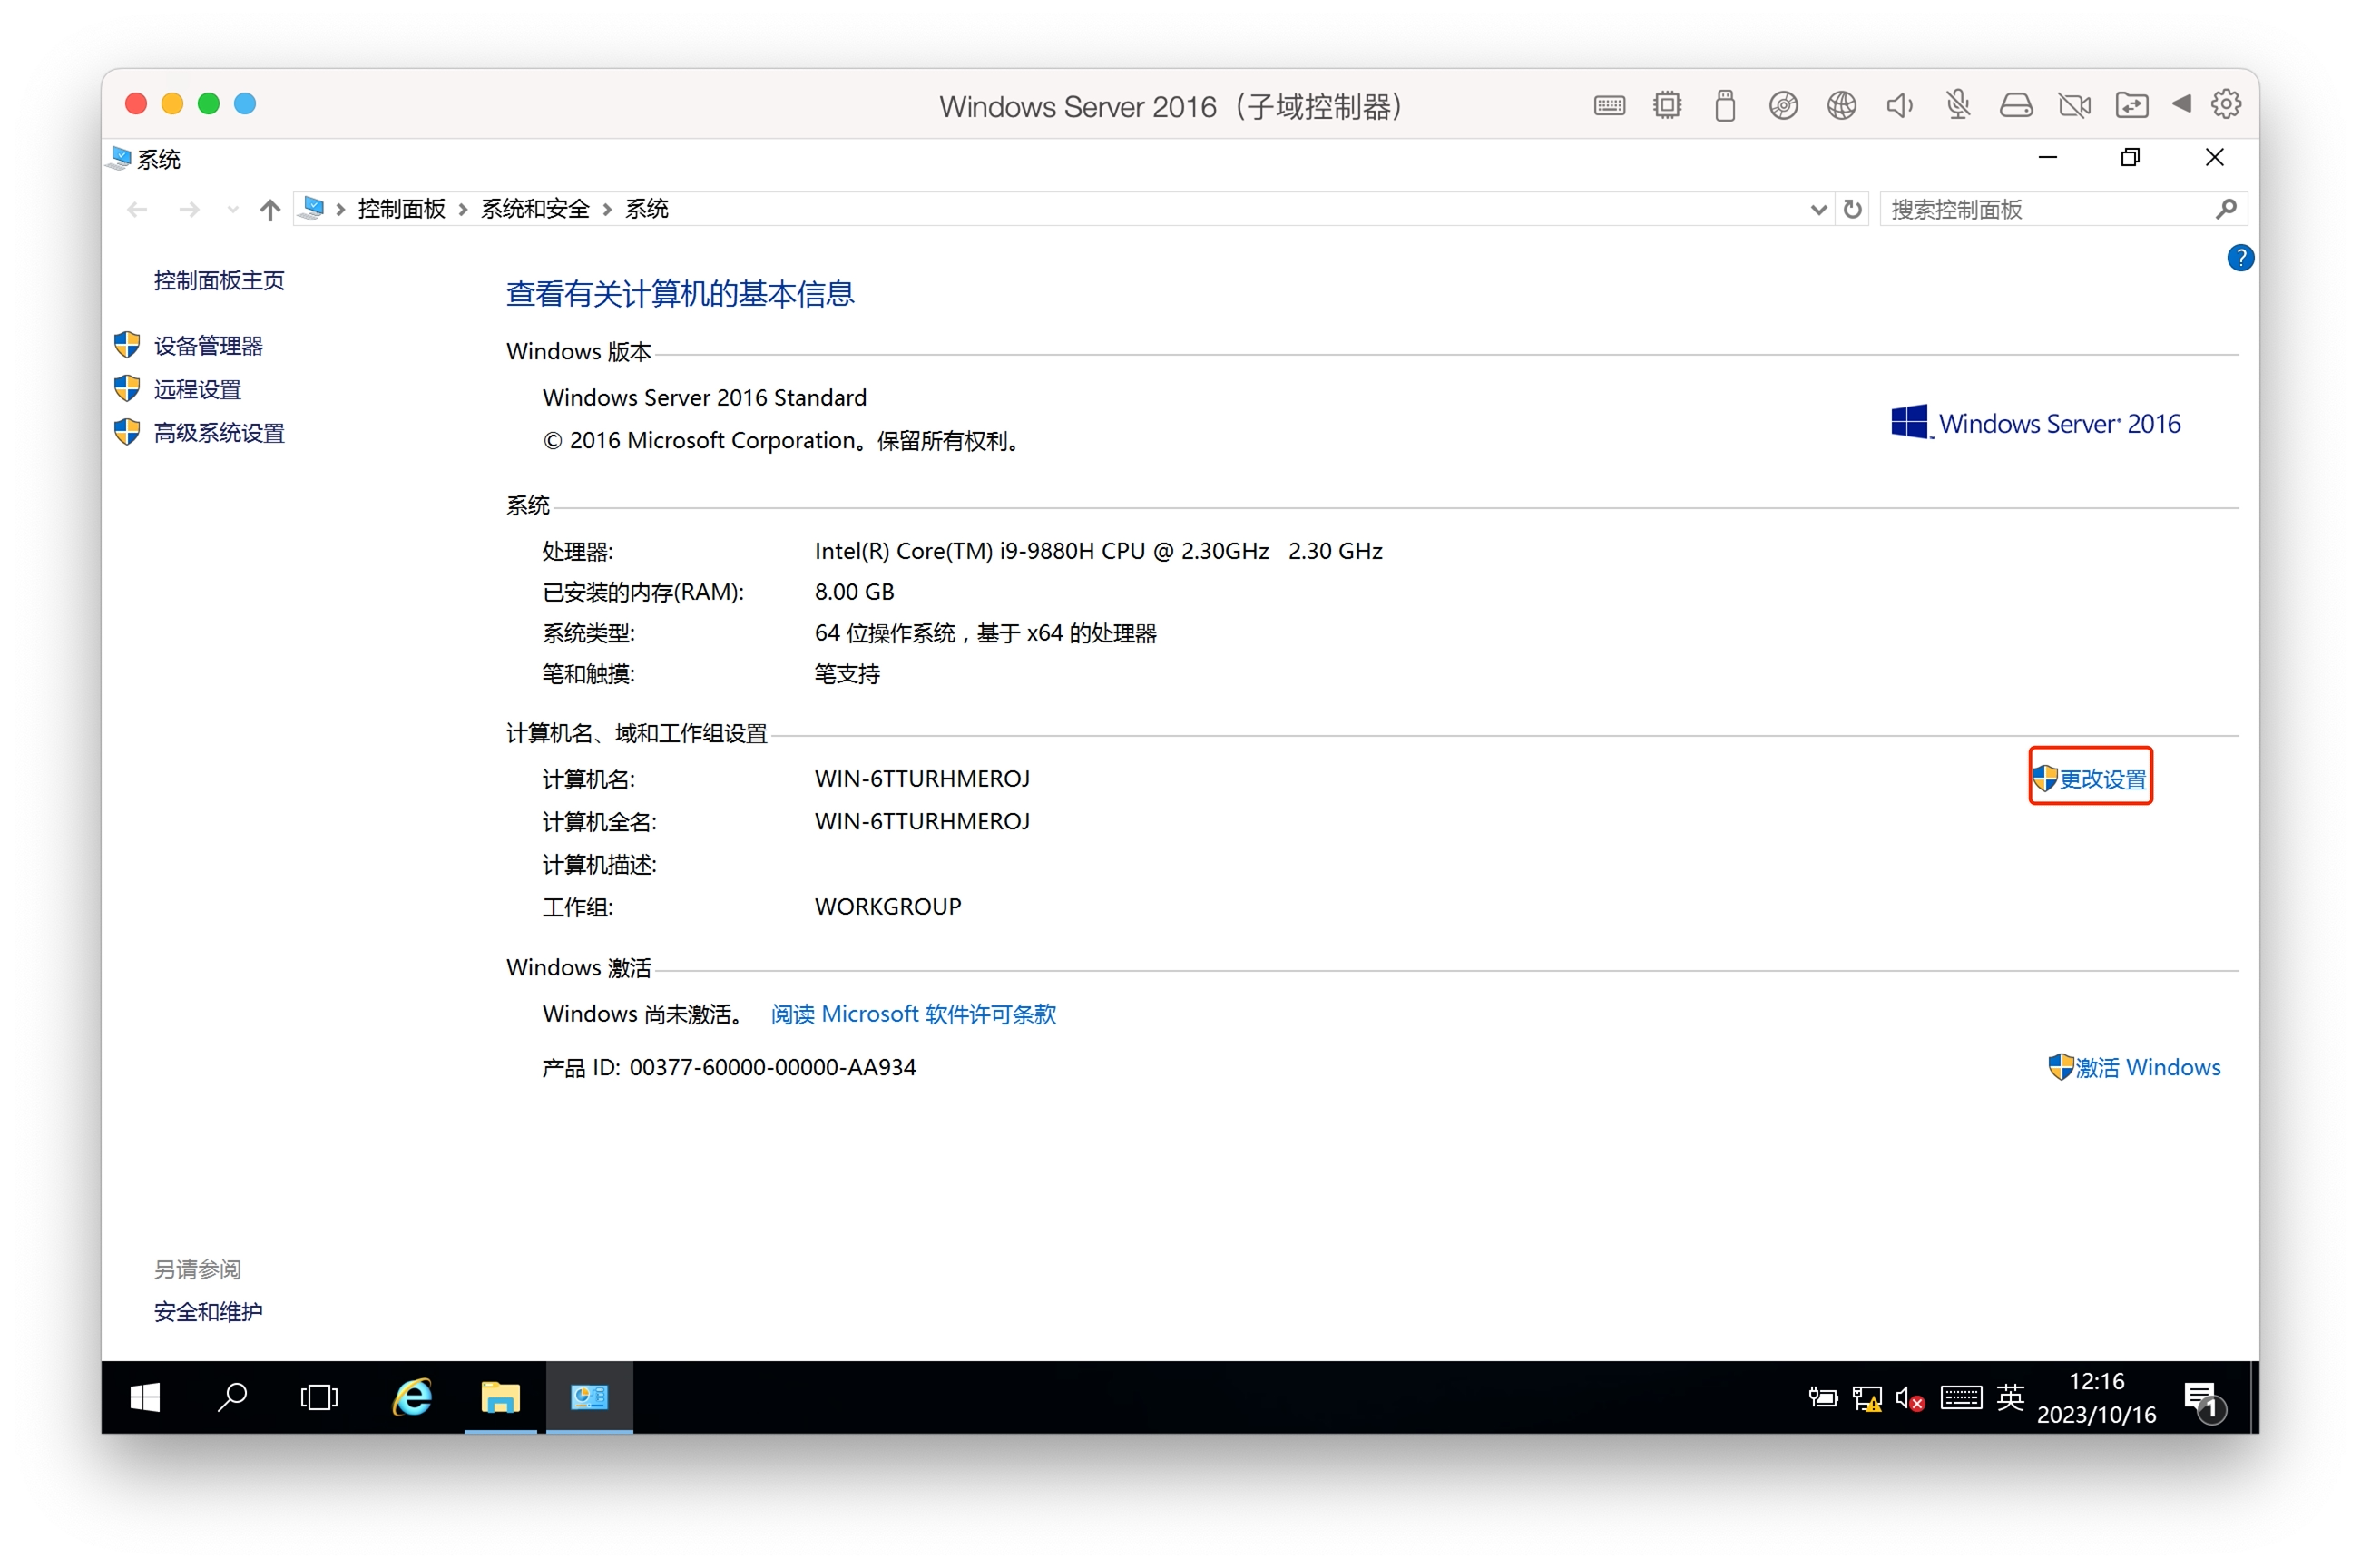 Windows Server 2016（子域控制器）
系统
控制面板 系统和安全 系统
搜索控制面板
?
控制面板主页
设备管理器
远程设置
高级系统设置
查看有关计算机的基本信息
Windows 版本
Windows Server 2016 Standard
© 2016 Microsoft Corporation。保留所有权利。
Windows Server 2016
系统
处理器: Intel(R) Core(TM) i9-9880H CPU @ 2.30GHz 2.30 GHz
已安装的内存(RAM): 8.00 GB
系统类型: 64 位操作系统，基于 x64 的处理器
笔和触摸: 笔支持
计算机名、域和工作组设置
计算机名: WIN-6TTURHMEROJ
更改设置
计算机全名: WIN-6TTURHMEROJ
计算机描述:
工作组: WORKGROUP
Windows 激活
Windows 尚未激活。 阅读 Microsoft 软件许可条款
产品 ID: 00377-60000-00000-AA934
激活 Windows
另请参阅
安全和维护
英
12:16
2023/10/16
1